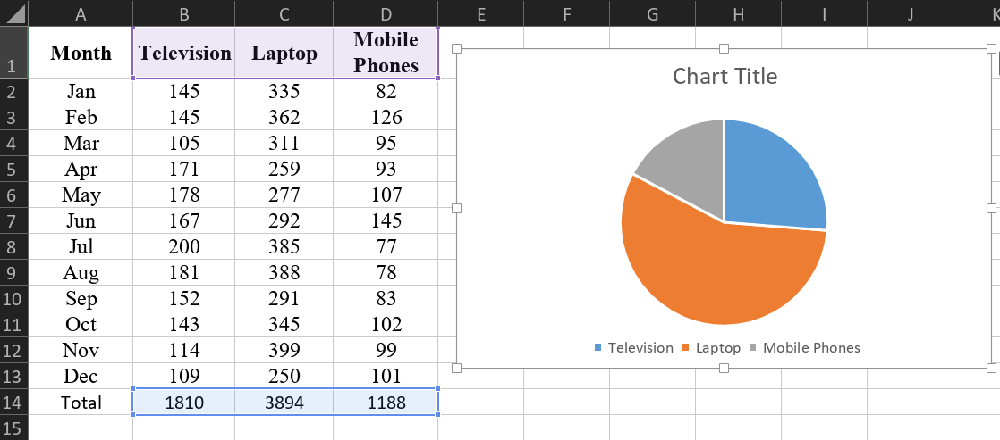 A B C D E F G H I J K
Mobile
1 Month Television Laptop Phones
2 Jan 145 335 82
3 Feb 145 362 126
4 Mar 105 311 95
5 Apr 171 259 93
6 May 178 277 107
7 Jun 167 292 145
8 Jul 200 385 77
9 Aug 181 388 78
10 Sep 152 291 83
11 Oct 143 345 102
12 Nov 114 399 99
13 Dec 109 250 101
14 Total 1810 3894 1188
15
Chart Title
Television Laptop Mobile Phones